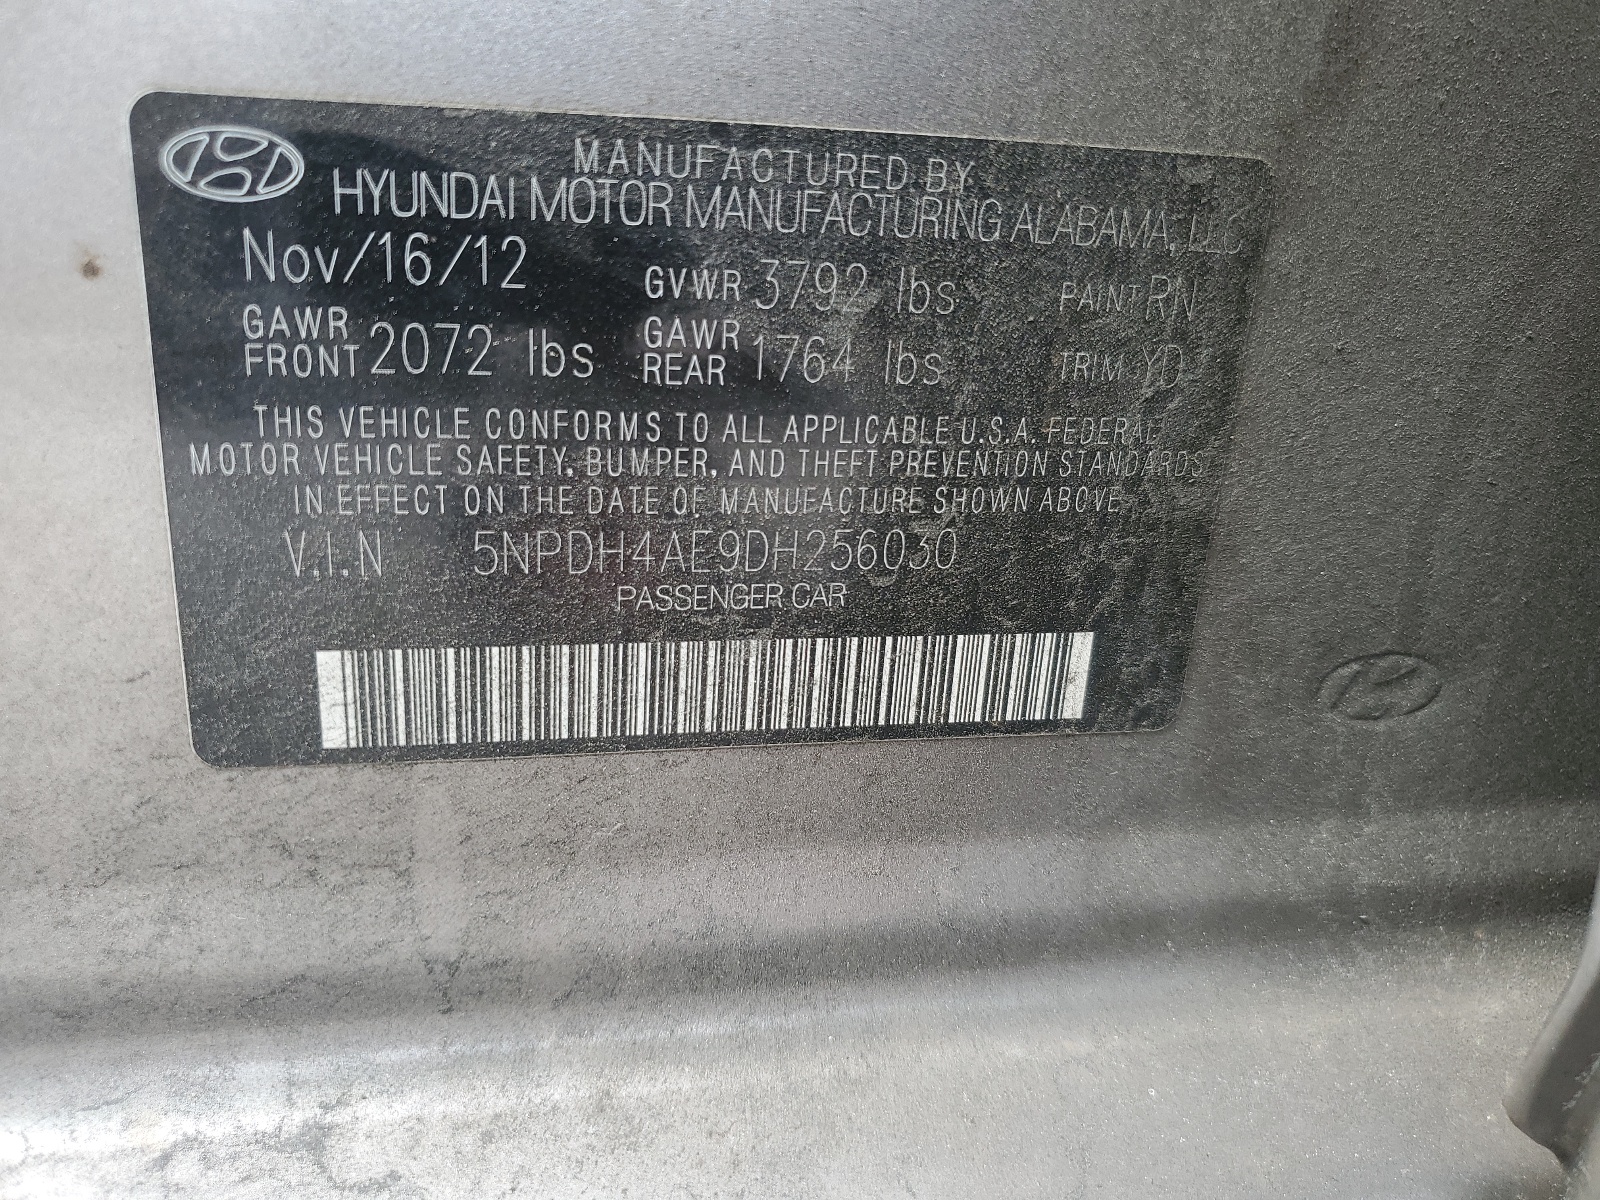 MANUFACTURED BY
HYUNDAI MOTOR MANUFACTURING ALABAMA, LLC
Nov/16/12 GVWR 3792 lbs PAINT RN
GAWR FRONT 2072 lbs GAWR REAR 1764 lbs TRIM YD
THIS VEHICLE CONFORMS TO ALL APPLICABLE U.S.A. FEDERAL
MOTOR VEHICLE SAFETY, BUMPER, AND THEFT PREVENTION STANDARDS
IN EFFECT ON THE DATE OF MANUFACTURE SHOWN ABOVE
V.I.N 5NPDH4AE9DH256030
PASSENGER CAR